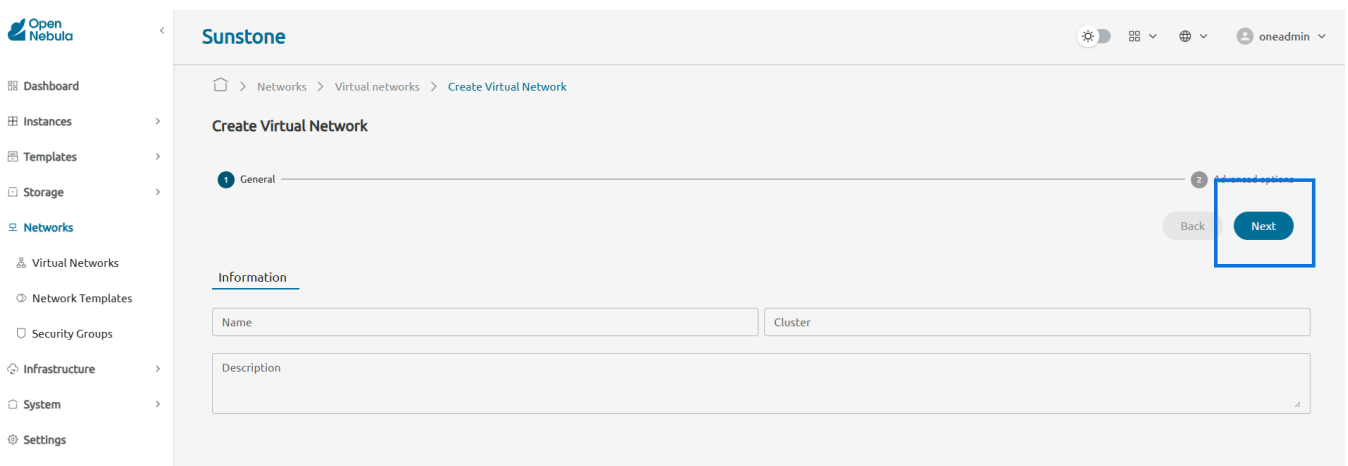 Open
Nebula
Sunstone
oneadmin
Dashboard
Instances
Templates
Storage
Networks
Virtual Networks
Network Templates
Security Groups
Infrastructure
System
Settings
Networks > Virtual networks > Create Virtual Network
Create Virtual Network
1 General
2 Advanced options
Back
Next
Information
Name
Cluster
Description